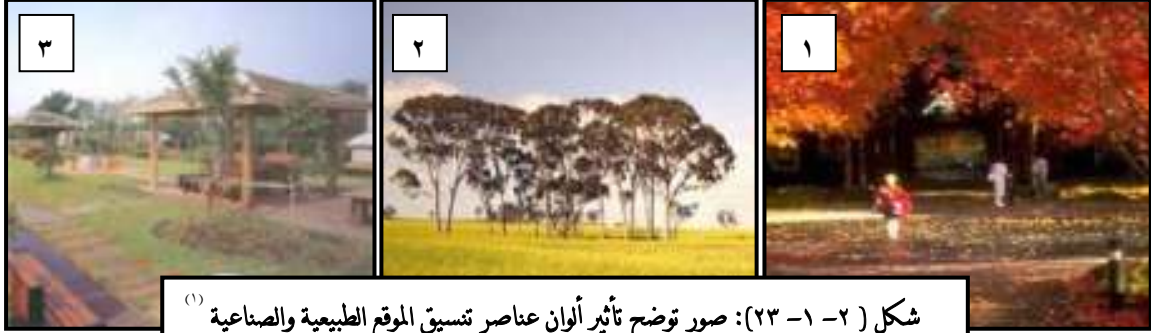 ١
٢
٣
شكل ( ٢- ١- ٢٣): صور توضح تأثير ألوان عناصر تنسيق الموقع الطبيعية والصناعية (١)